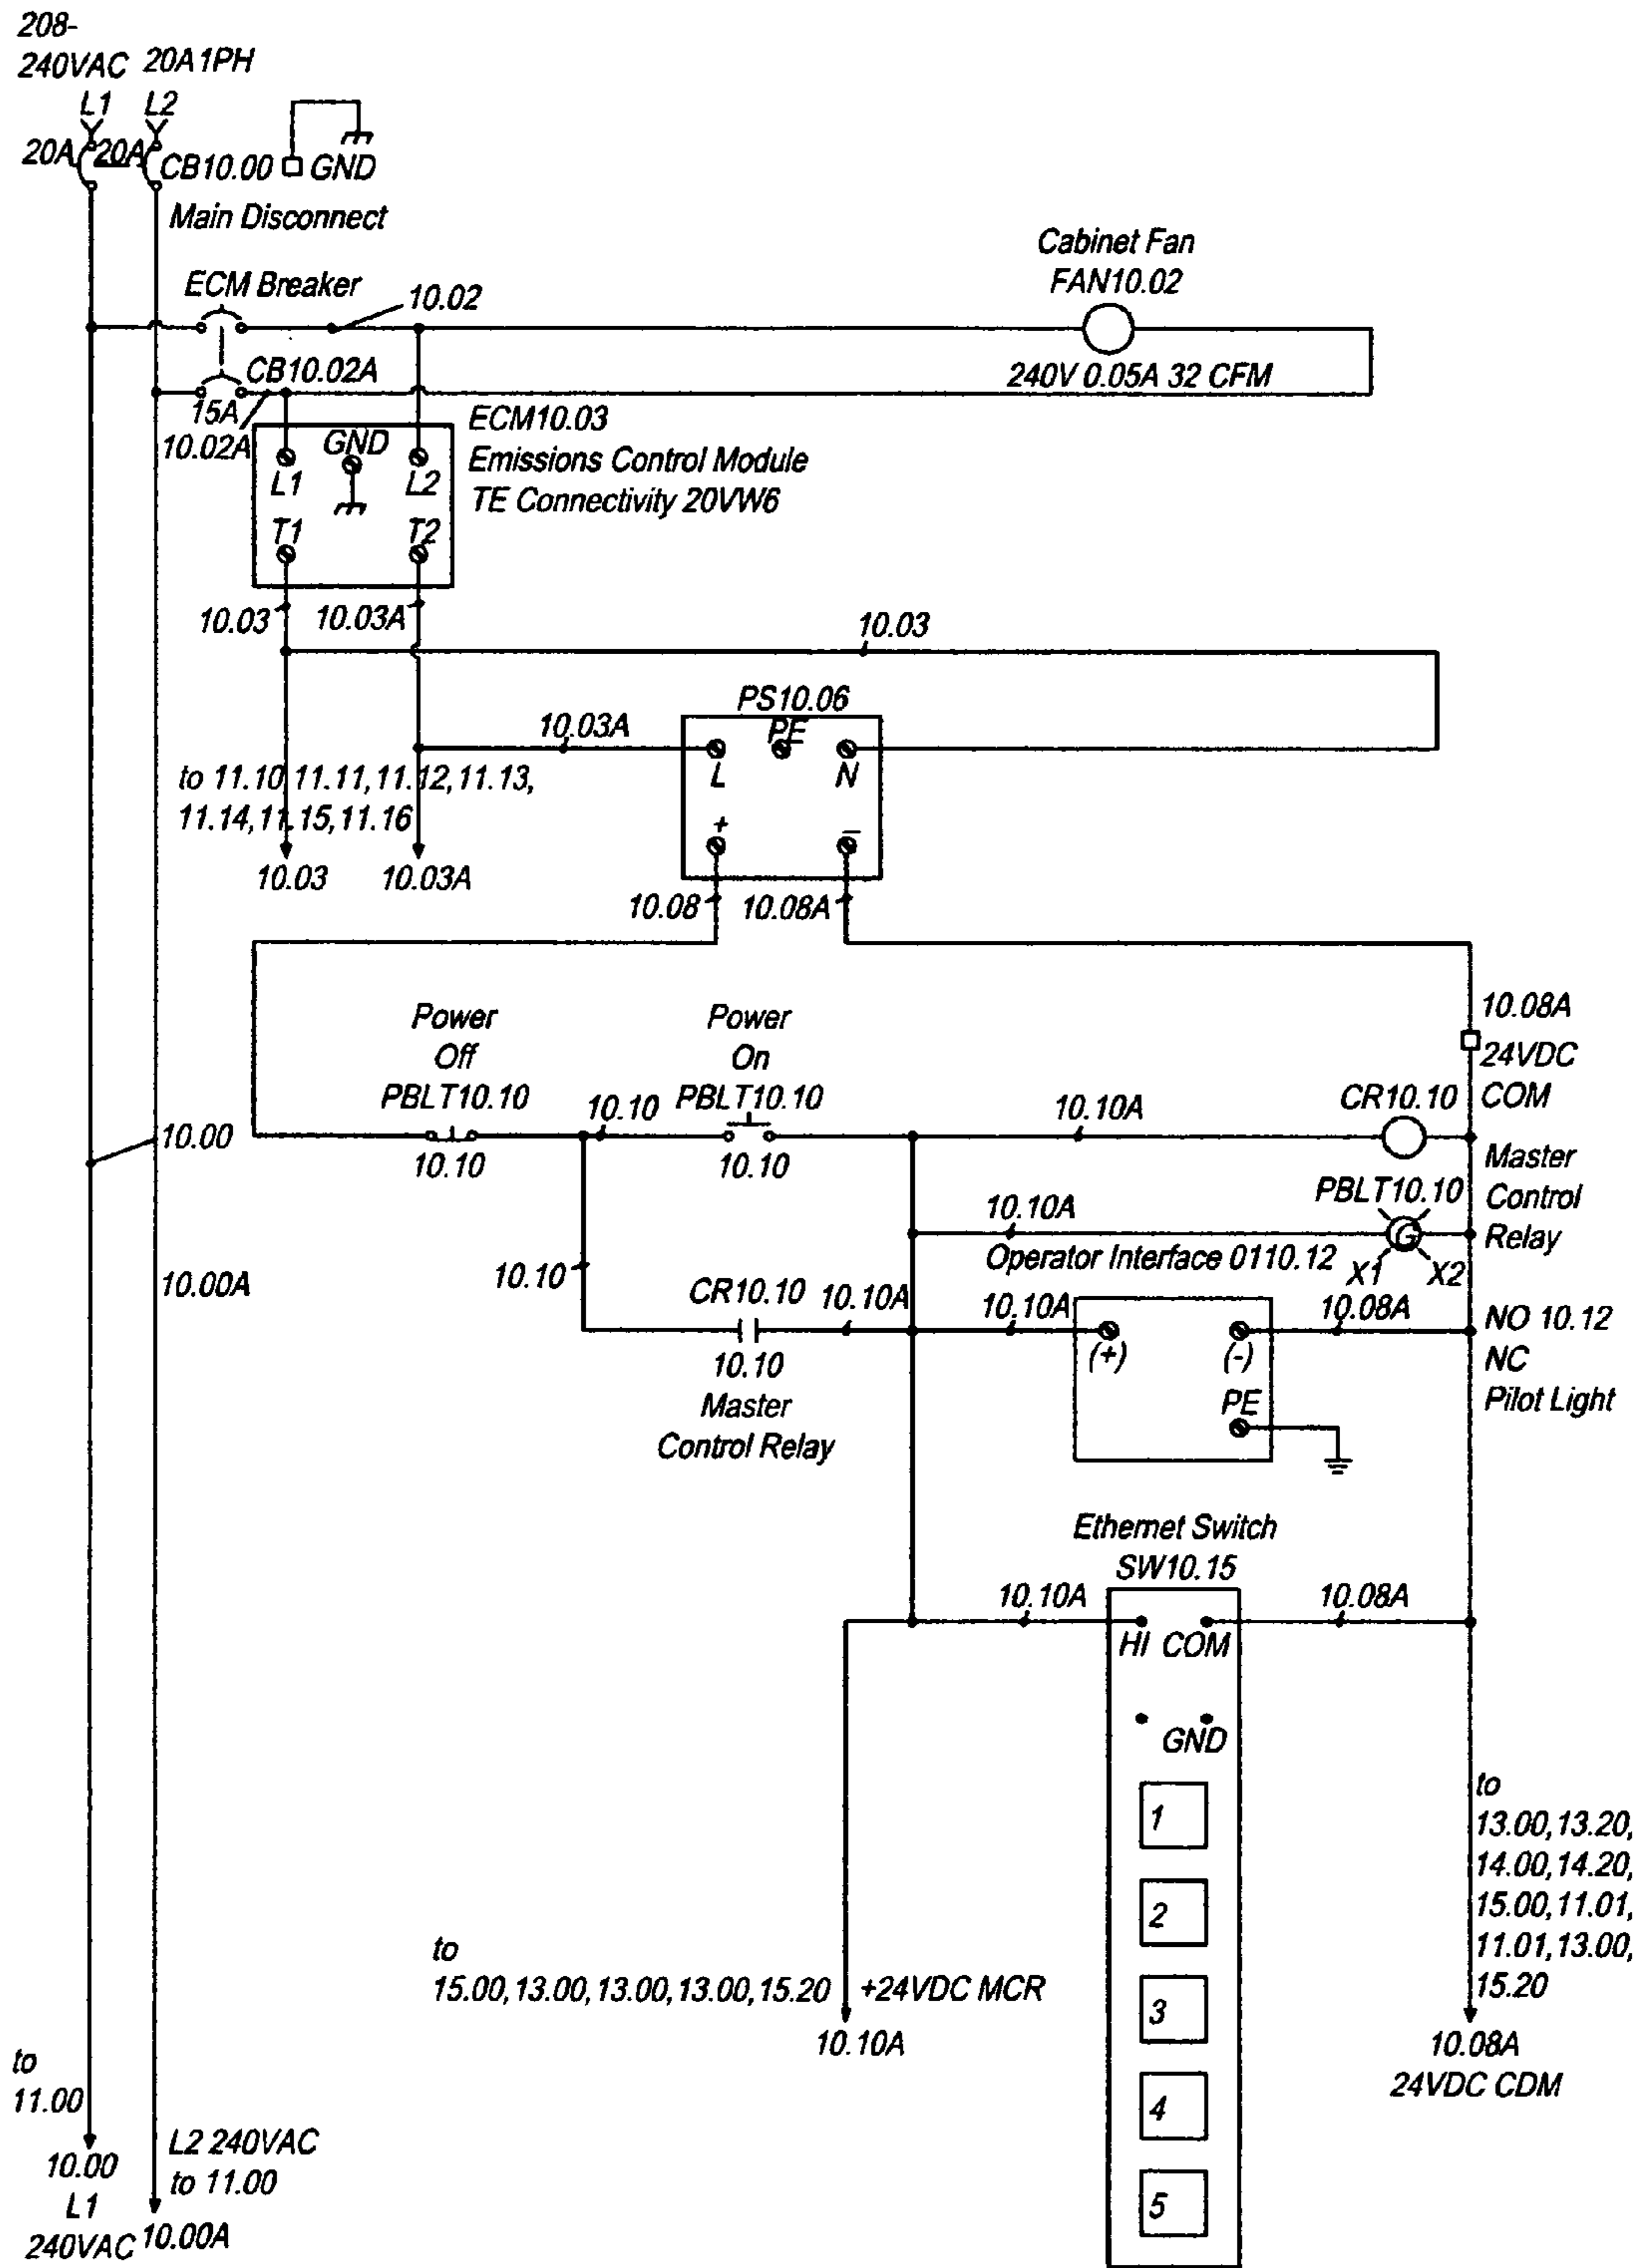 208-
240VAC 20A1PH
L1 L2
20A 20A CB10.00 GND
Main Disconnect
Cabinet Fan
FAN10.02
ECM Breaker
10.02
240V 0.05A 32 CFM
CB10.02A
15A
10.02A
ECM10.03
Emissions Control Module
TE Connectivity 20VW6
GND
L1 L2
T1 T2
10.03 10.03A
10.03
PS10.06
10.03A
PE
L N
to 11.10, 11.11, 11.12, 11.13,
11.14, 11.15, 11.16
+ –
10.03 10.03A
10.08 10.08A
10.08A
24VDC
COM
Power
Off
PBLT10.10
Power
On
PBLT10.10
10.10
10.10A
CR10.10
10.00
10.10
10.10
Master
Control
Relay
PBLT10.10
10.10A
G
X1 X2
Operator Interface 0110.12
10.00A
10.10
CR10.10
10.10A
10.10A
10.08A
NO 10.12
NC
Pilot Light
10.10
Master
Control Relay
(+) (-)
PE
Ethernet Switch
SW10.15
10.10A
10.08A
HI COM
GND
1
2
3
4
5
to
13.00, 13.20,
14.00, 14.20,
15.00, 11.01,
11.01, 13.00,
15.20
to
15.00, 13.00, 13.00, 13.00, 15.20
+24VDC MCR
10.10A
10.08A
24VDC CDM
to
11.00
10.00
L1
240VAC
L2 240VAC
to 11.00
10.00A